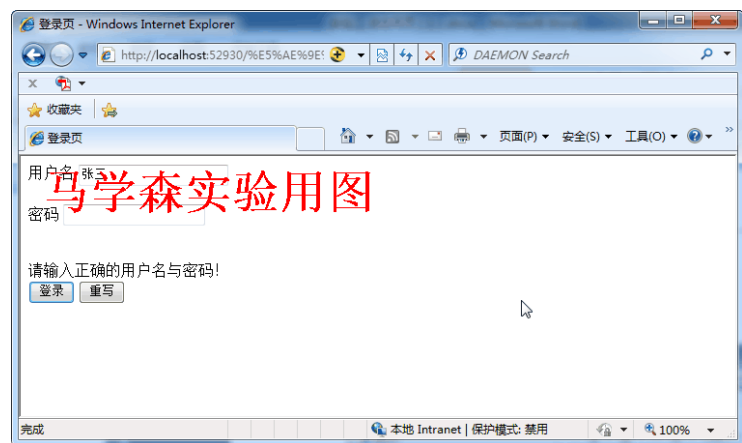 登录页 - Windows Internet Explorer
http://localhost:52930/%E5%AE%9E9
DAEMON Search
收藏夹
登录页
页面(P) 安全(S) 工具(O)
用户名 张三
马学森实验用图
密码
请输入正确的用户名与密码!
登录 重写
完成
本地 Intranet | 保护模式: 禁用
100%